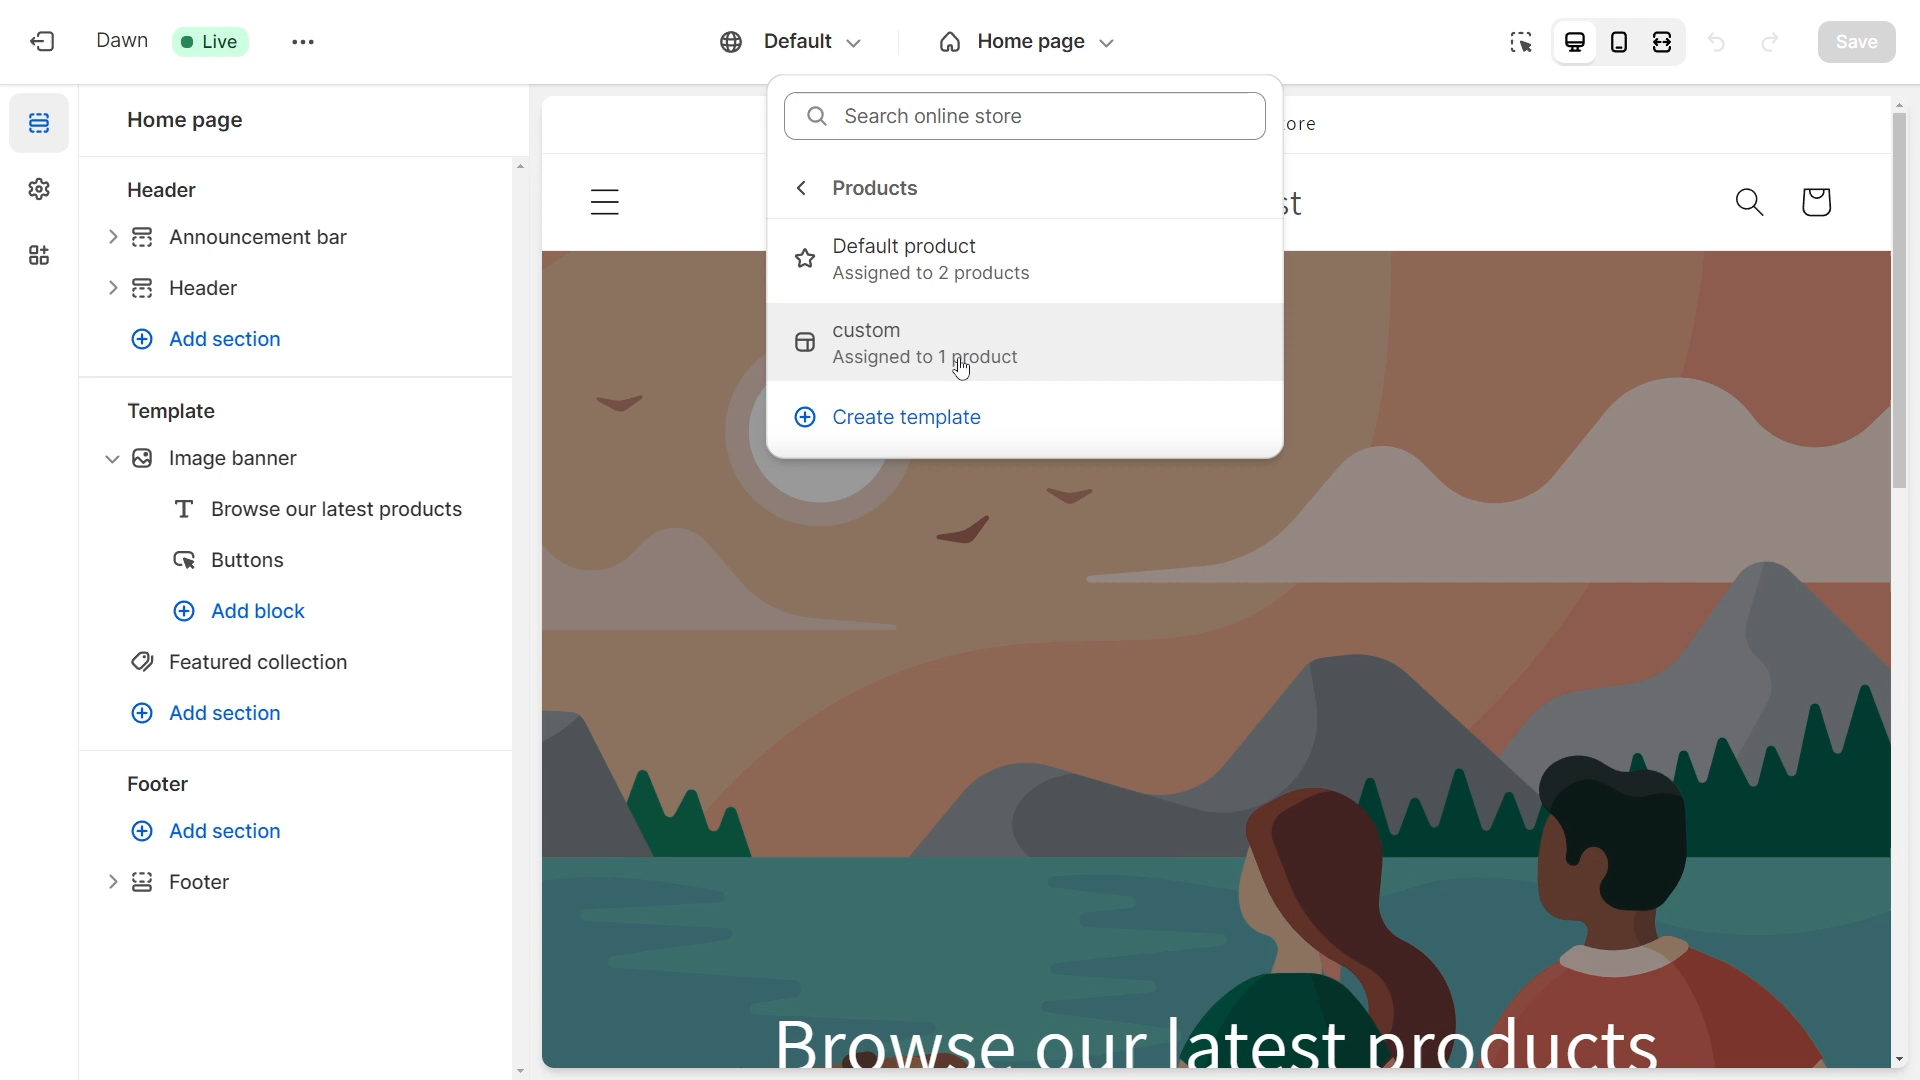 Dawn
Live
Default
Home page
Save
Home page
Header
Announcement bar
Header
Add section
Template
Image banner
Browse our latest products
Buttons
Add block
Featured collection
Add section
Footer
Add section
Footer
Search online store
Products
Default product
Assigned to 2 products
custom
Assigned to 1 product
Create template
ore
st
Browse our latest products